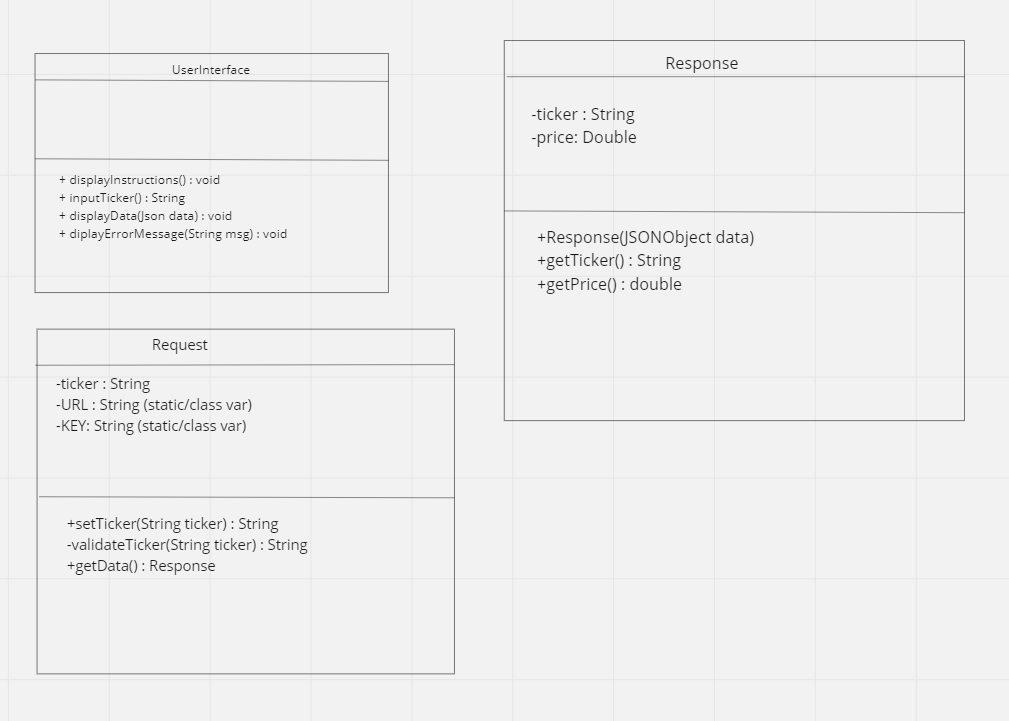 UserInterface
+ displayInstructions() : void
+ inputTicker() : String
+ displayData(Json data) : void
+ diplayErrorMessage(String msg) : void
Response
-ticker : String
-price: Double
+Response(JSONObject data)
+getTicker() : String
+getPrice() : double
Request
-ticker : String
-URL : String (static/class var)
-KEY: String (static/class var)
+setTicker(String ticker) : String
-validateTicker(String ticker) : String
+getData() : Response